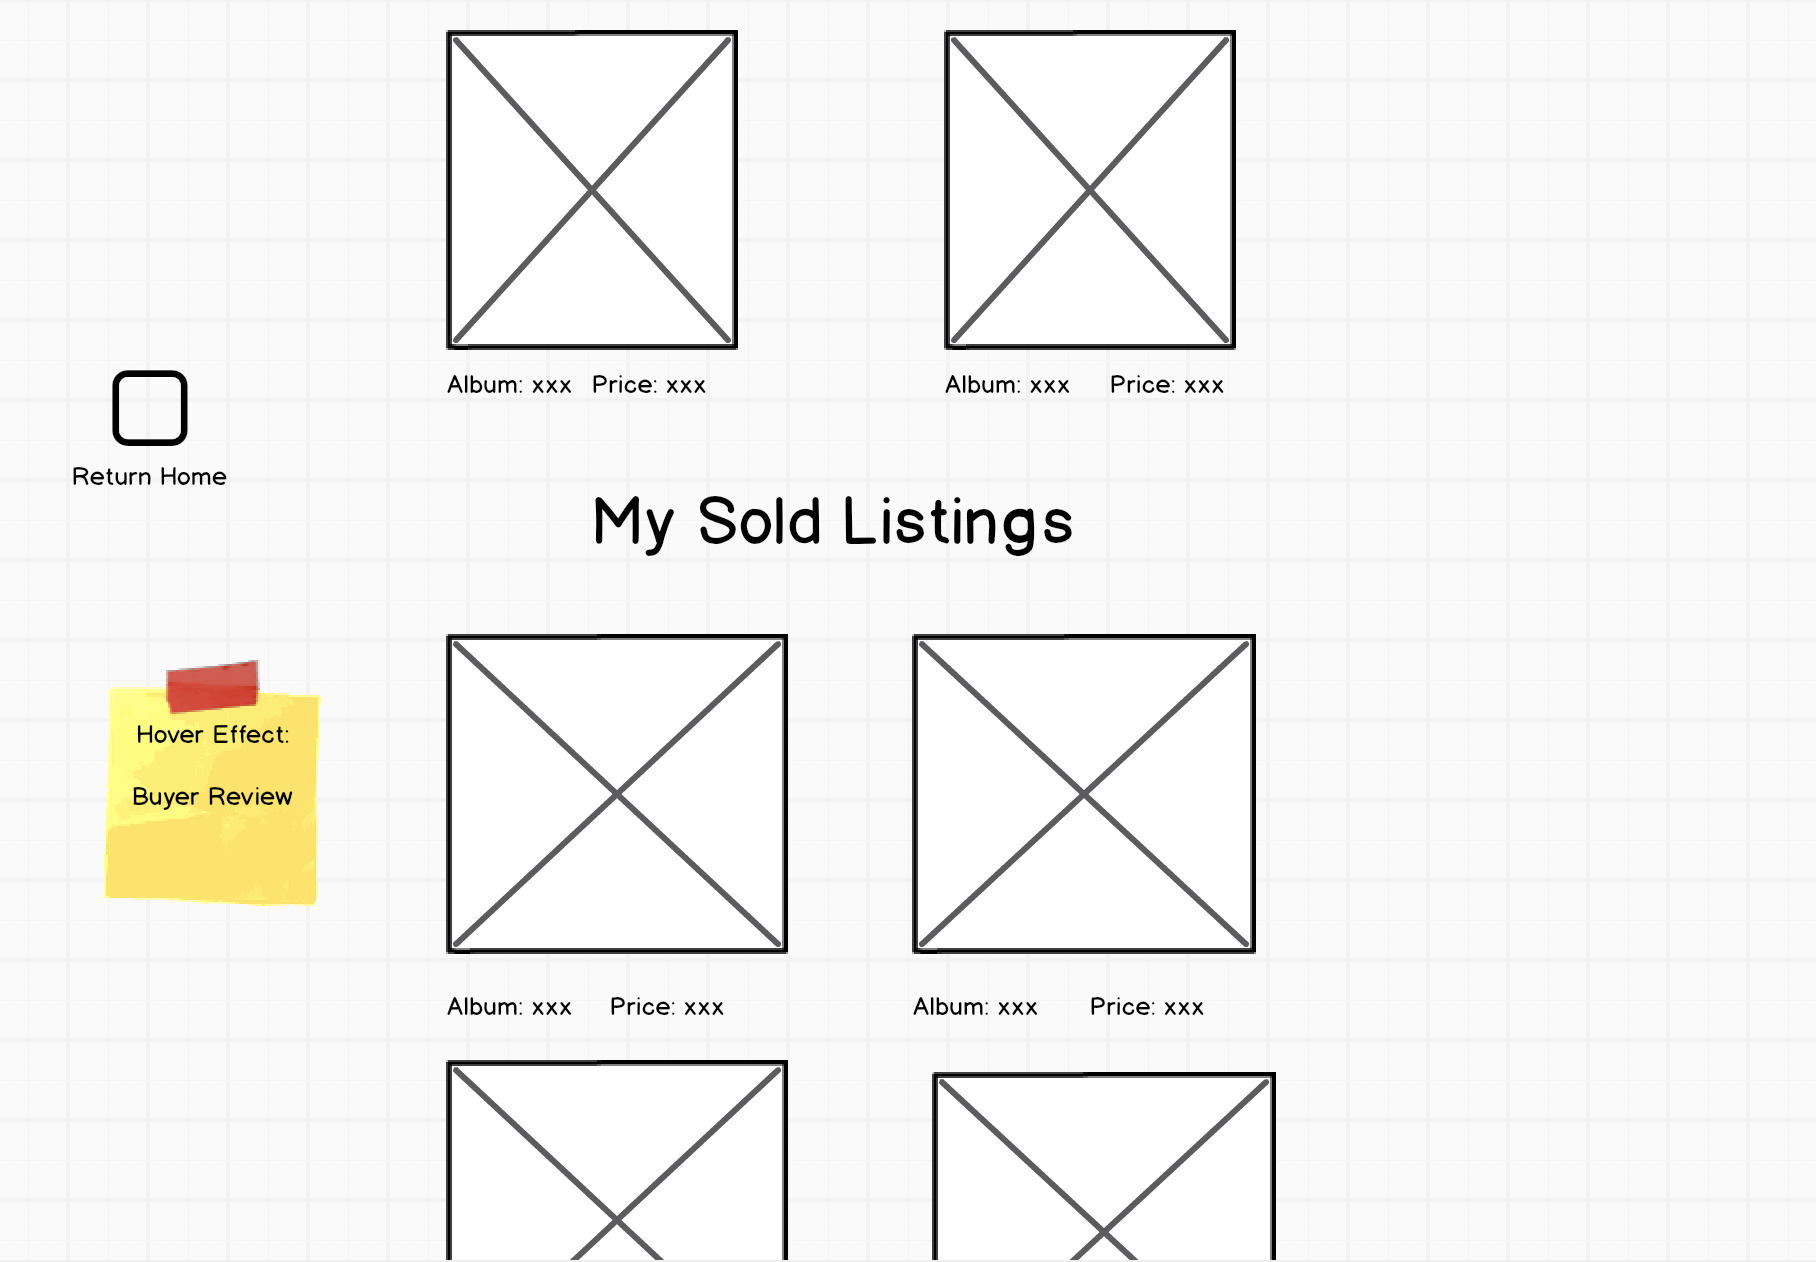 Album: xxx Price: xxx
Album: xxx Price: xxx
Return Home
My Sold Listings
Hover Effect:
Buyer Review
Album: xxx Price: xxx
Album: xxx Price: xxx